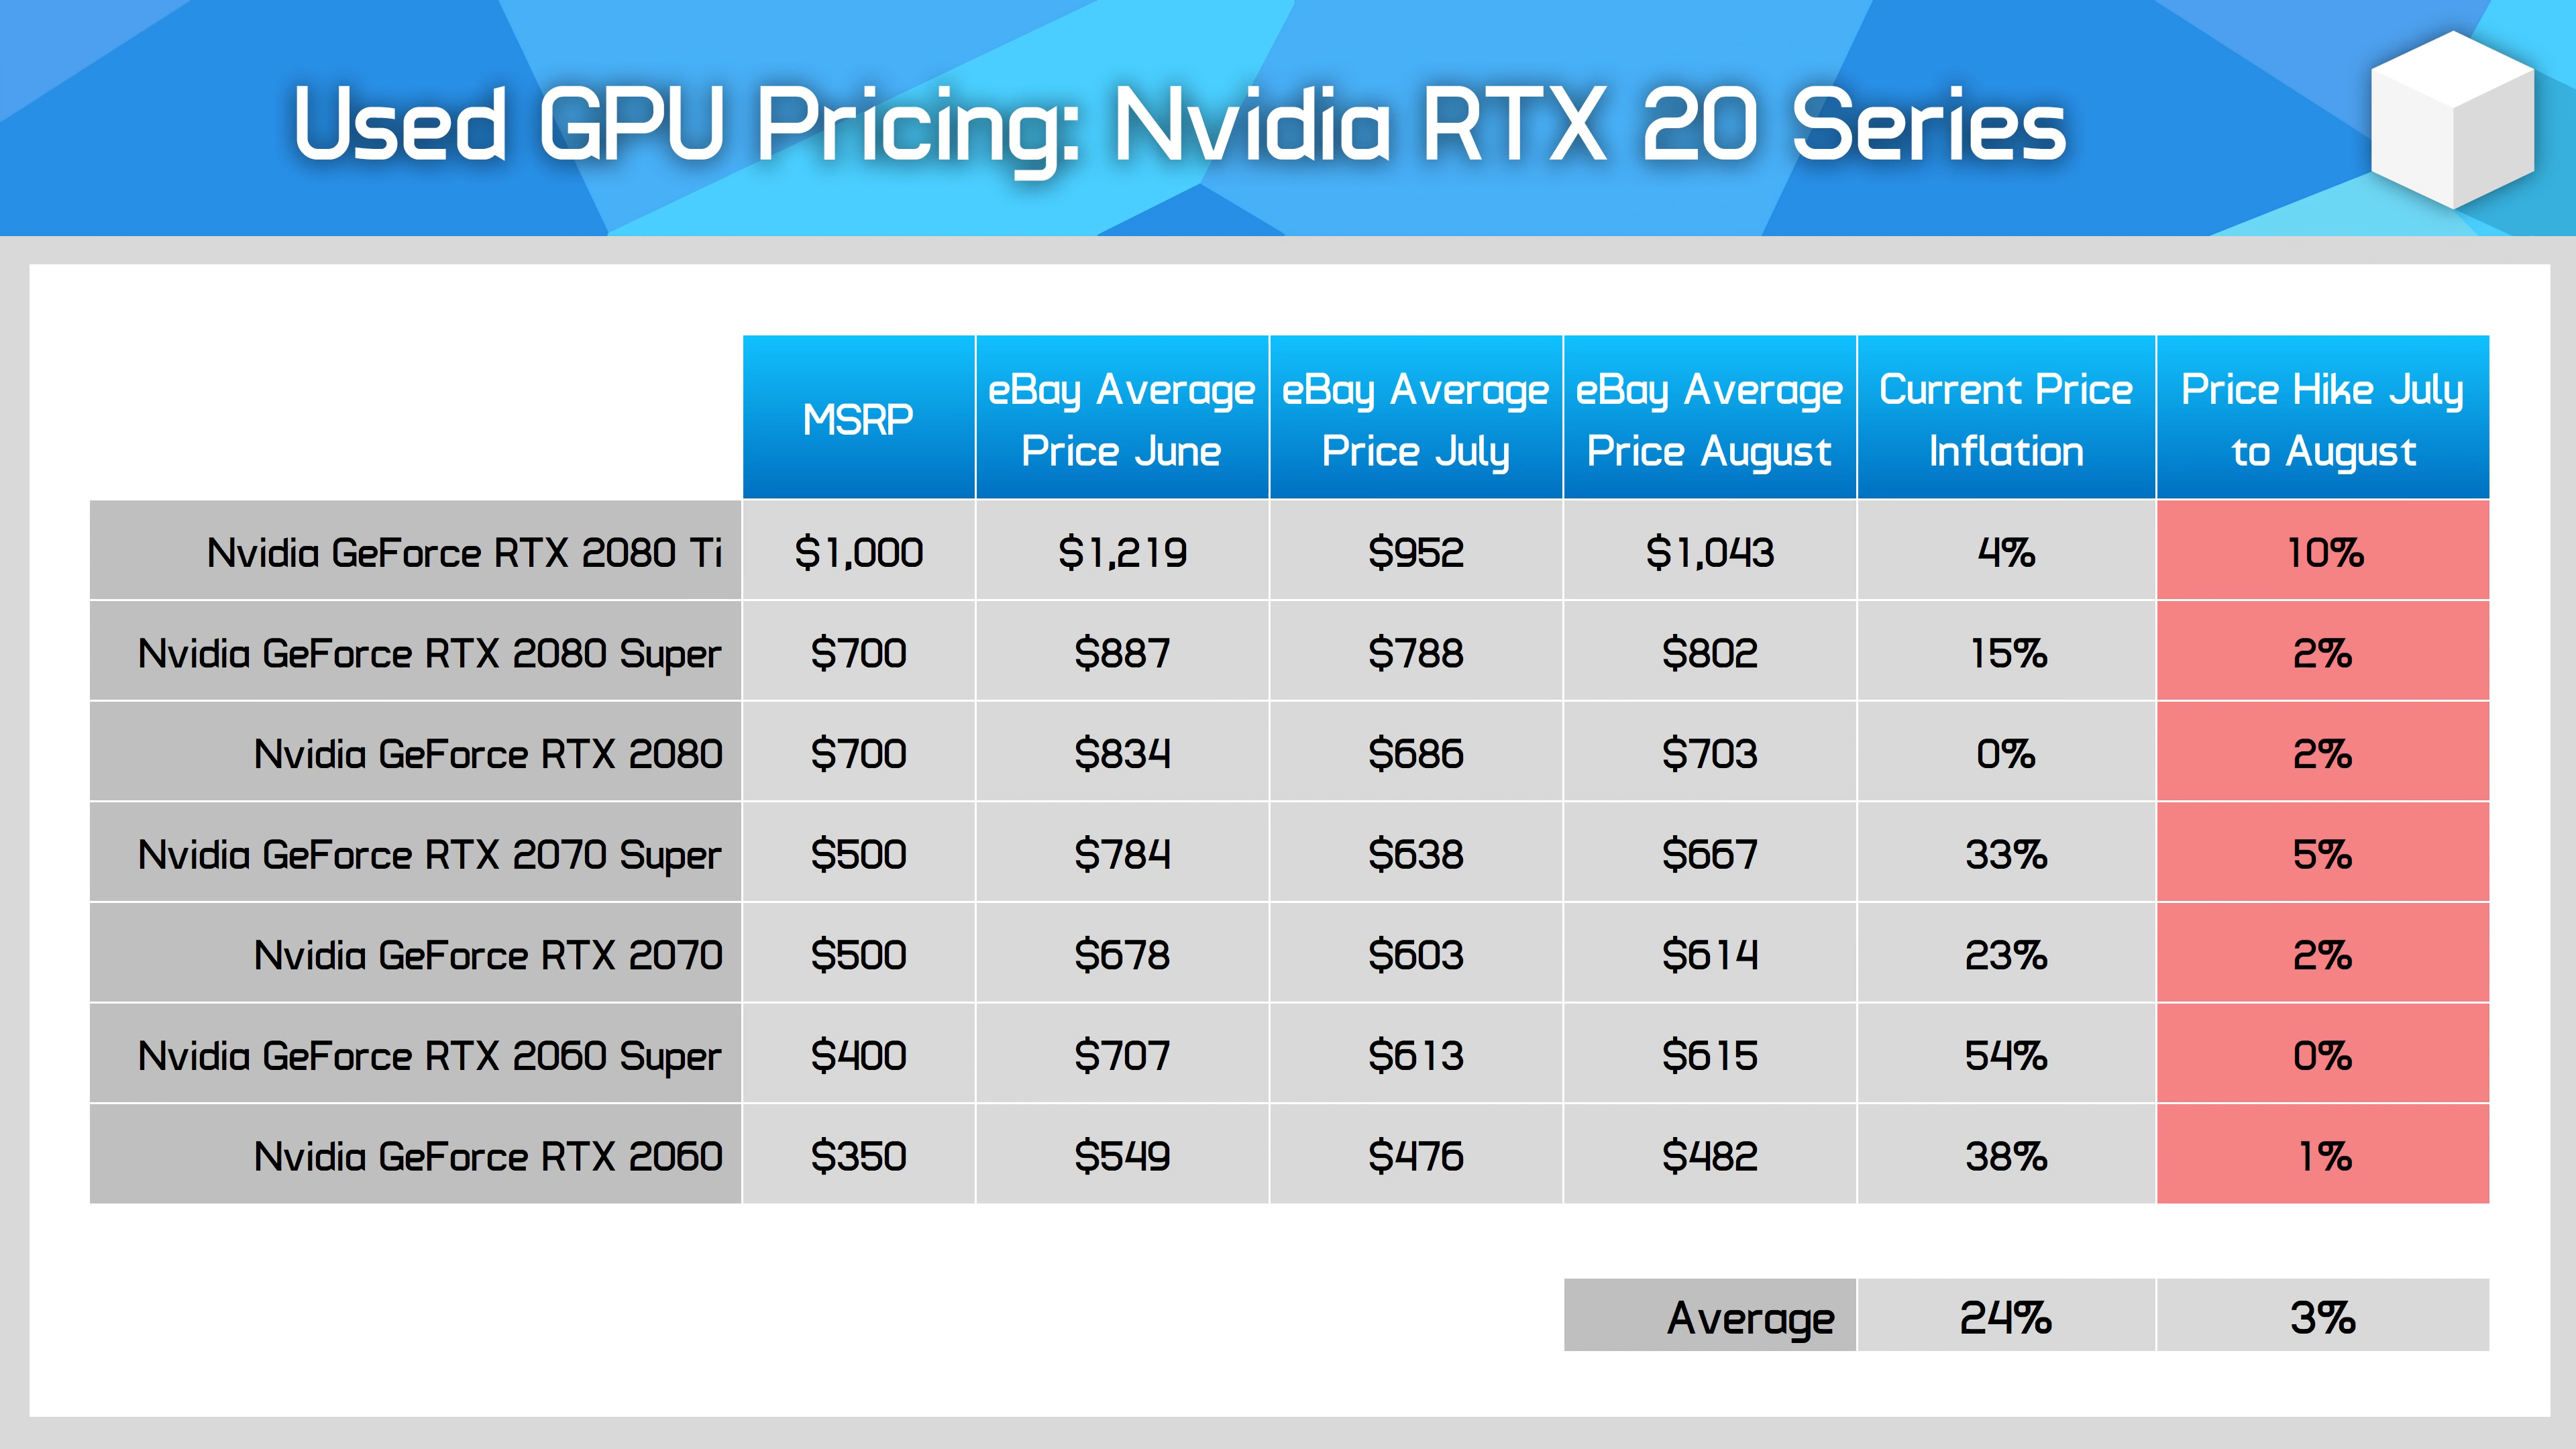 Used GPU Pricing: Nvidia RTX 20 Series
MSRP
eBay Average
Price June
eBay Average
Price July
eBay Average
Price August
Current Price
Inflation
Price Hike July
to August
Nvidia GeForce RTX 2080 Ti $1,000 $1,219 $952 $1,043 4% 10%
Nvidia GeForce RTX 2080 Super $700 $887 $788 $802 15% 2%
Nvidia GeForce RTX 2080 $700 $834 $686 $703 0% 2%
Nvidia GeForce RTX 2070 Super $500 $784 $638 $667 33% 5%
Nvidia GeForce RTX 2070 $500 $678 $603 $614 23% 2%
Nvidia GeForce RTX 2060 Super $400 $707 $613 $615 54% 0%
Nvidia GeForce RTX 2060 $350 $549 $476 $482 38% 1%
Average 24% 3%